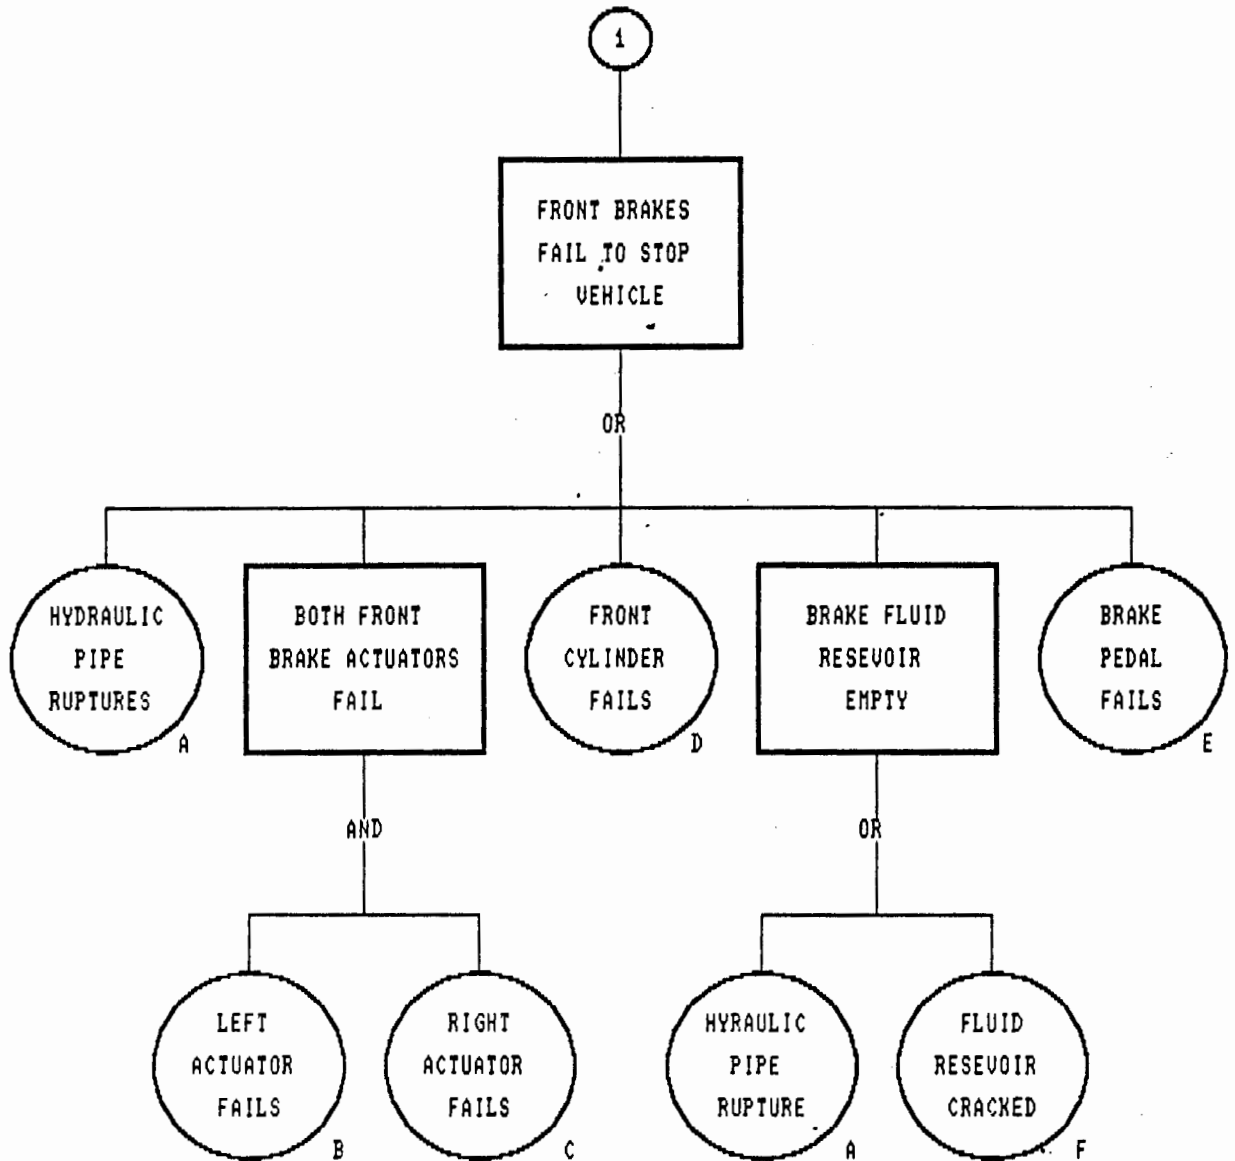 1
FRONT BRAKES
FAIL TO STOP
VEHICLE
OR
HYDRAULIC
PIPE
RUPTURES
A
BOTH FRONT
BRAKE ACTUATORS
FAIL
FRONT
CYLINDER
FAILS
D
BRAKE FLUID
RESEVOIR
EMPTY
BRAKE
PEDAL
FAILS
E
AND
OR
LEFT
ACTUATOR
FAILS
B
RIGHT
ACTUATOR
FAILS
C
HYRAULIC
PIPE
RUPTURE
A
FLUID
RESEVOIR
CRACKED
F